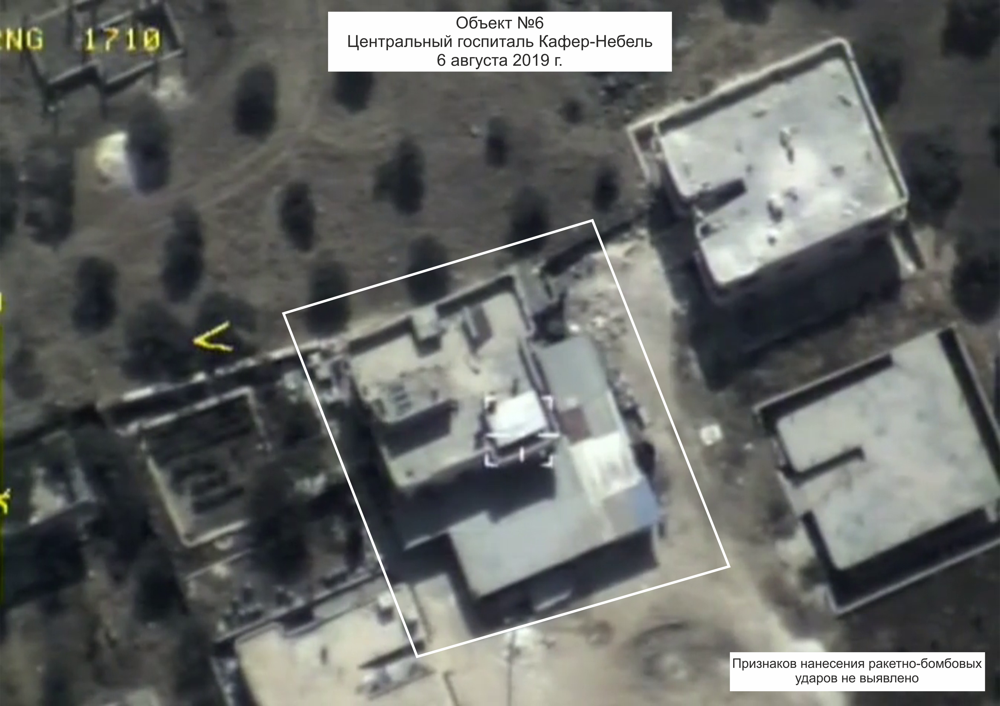 Объект №6
Центральный госпиталь Кафер-Небель
6 августа 2019 г.
RNG 1710
Признаков нанесения ракетно-бомбовых
ударов не выявлено